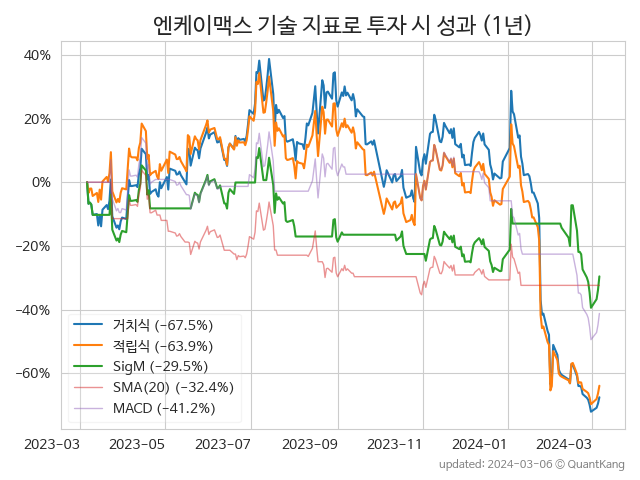 엔케이맥스 기술 지표로 투자 시 성과 (1년)
40%
20%
0%
−20%
−40%
−60%
거치식 (−67.5%)
적립식 (−63.9%)
SigM (−29.5%)
SMA(20) (−32.4%)
MACD (−41.2%)
2023−03 2023−05 2023−07 2023−09 2023−11 2024−01 2024−03
updated: 2024−03−06 ⓒ QuantKang